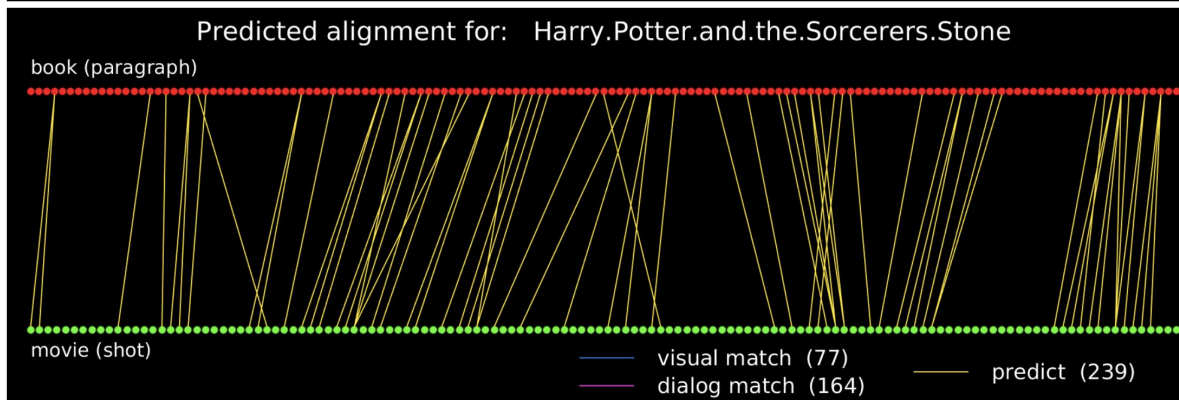 Predicted alignment for: Harry.Potter.and.the.Sorcerers.Stone
book (paragraph)
movie (shot)
visual match (77)
dialog match (164)
predict (239)